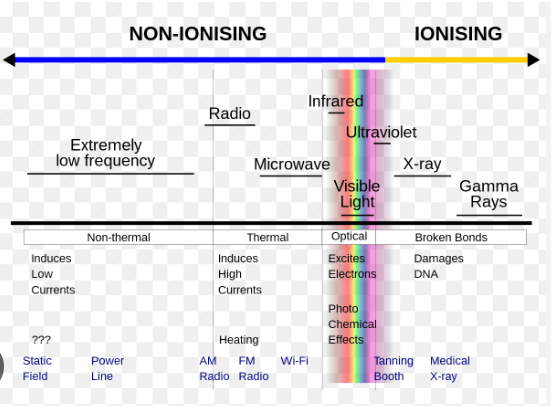 NON-IONISING IONISING
Infrared
Radio
Ultraviolet
Extremely
low frequency
Microwave X-ray
Visible
Light
Gamma
Rays
Non-thermal Thermal Optical Broken Bonds
Induces Induces Excites Damages
Low High Electrons DNA
Currents Currents
Photo
Chemical
??? Heating Effects
Static Power AM FM Wi-Fi Tanning Medical
Field Line Radio Radio Booth X-ray